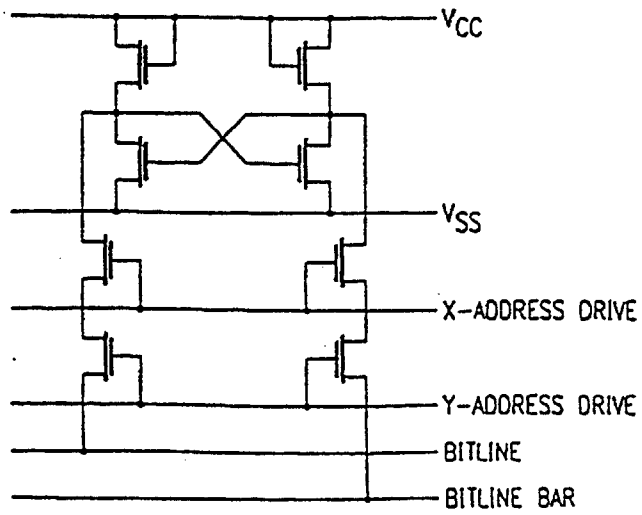 VCC
VSS
X-ADDRESS DRIVE
Y-ADDRESS DRIVE
BITLINE
BITLINE BAR